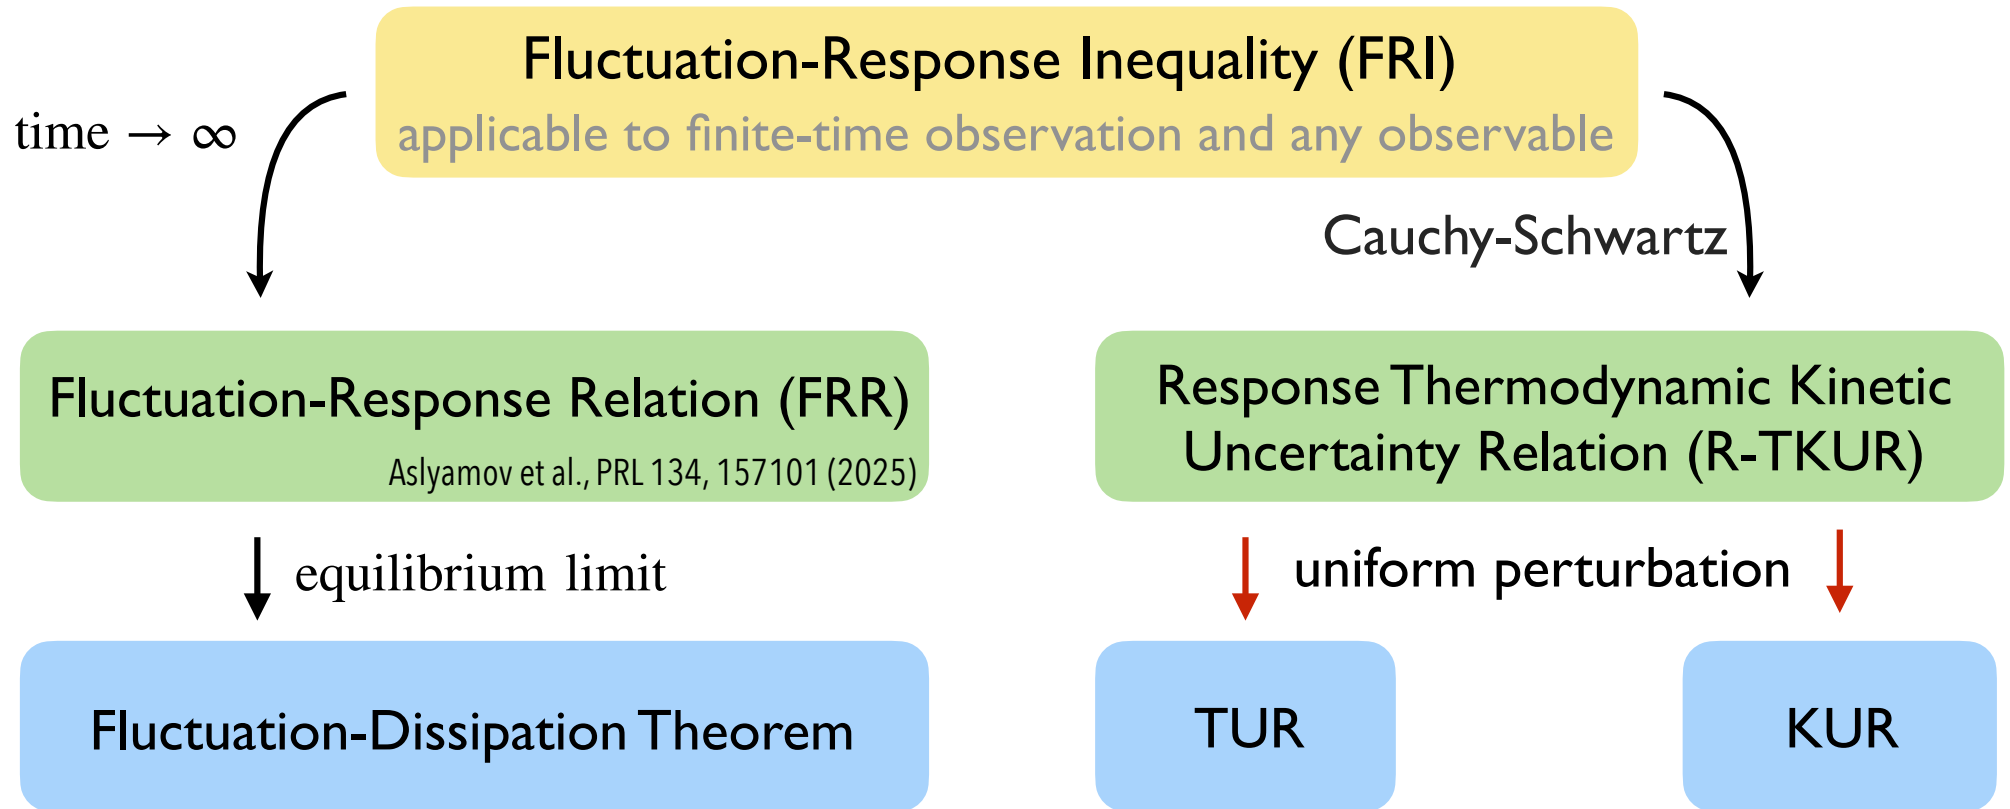 Fluctuation-Response Inequality (FRI)
applicable to finite-time observation and any observable
time → ∞
Cauchy-Schwartz
Fluctuation-Response Relation (FRR)
Aslyamov et al., PRL 134, 157101 (2025)
Response Thermodynamic Kinetic
Uncertainty Relation (R-TKUR)
equilibrium limit
uniform perturbation
Fluctuation-Dissipation Theorem
TUR
KUR